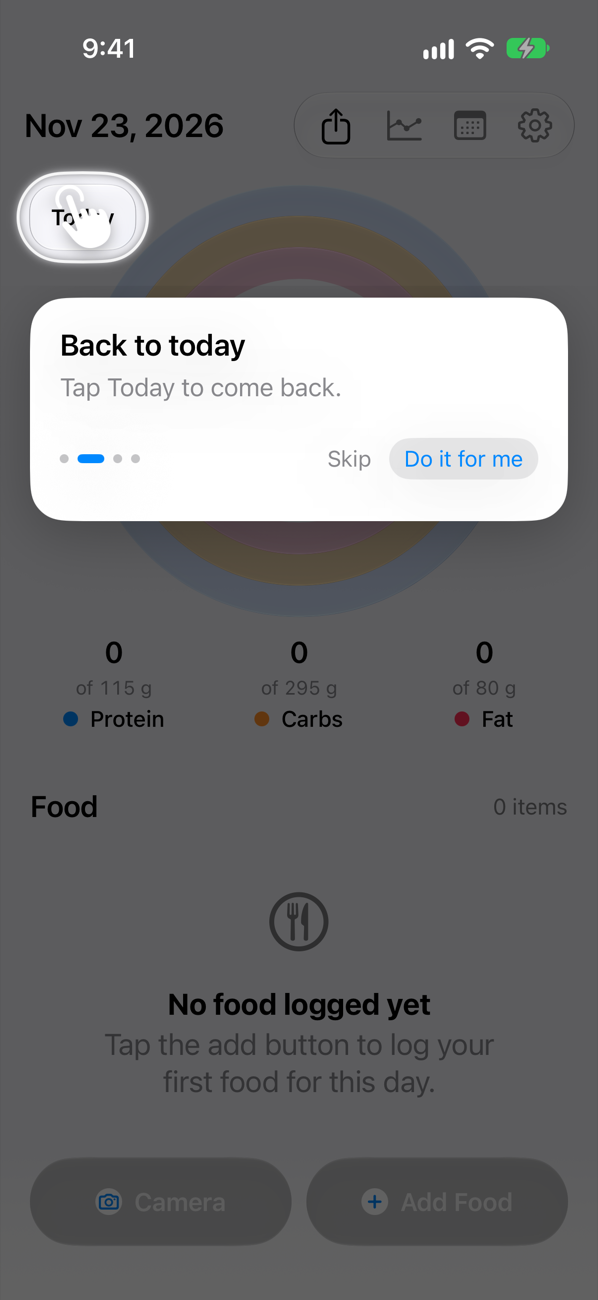 9:41
Nov 23, 2026
Back to today
Tap Today to come back.
Skip
Do it for me
0
0
0
of 115 g
of 295 g
of 80 g
Protein
Carbs
Fat
Food
0 items
No food logged yet
Tap the add button to log your
first food for this day.
Camera
Add Food